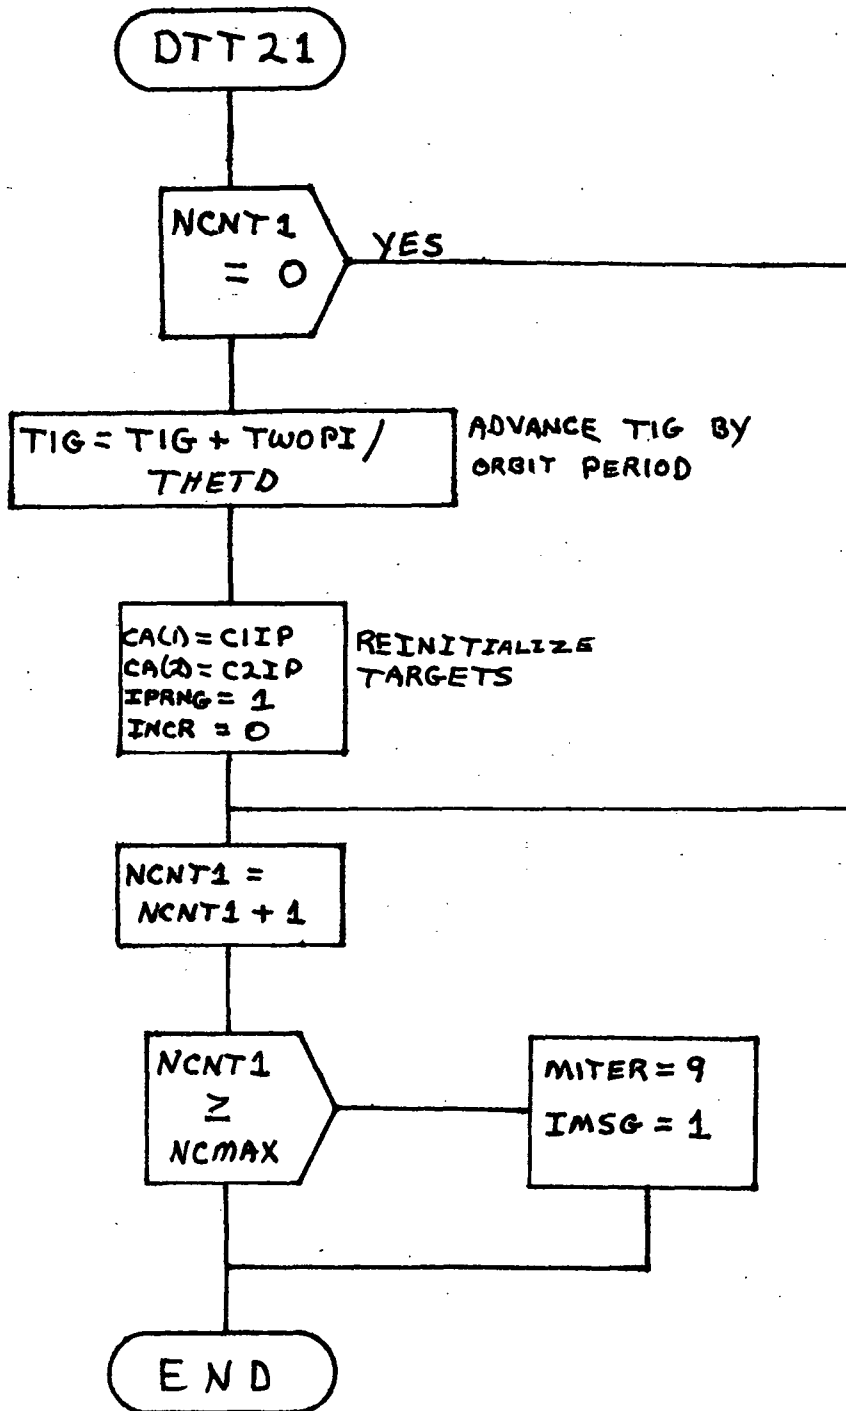 DTT21
NCNT1
= 0
YES
TIG = TIG + TWOPI /
THETD
ADVANCE TIG BY
ORBIT PERIOD
CA(1) = C1IP
CA(2) = C2IP
IPRNG = 1
INCR = 0
REINITIALIZE
TARGETS
NCNT1 =
NCNT1 + 1
NCNT1
≥
NCMAX
MITER = 9
IMSG = 1
END